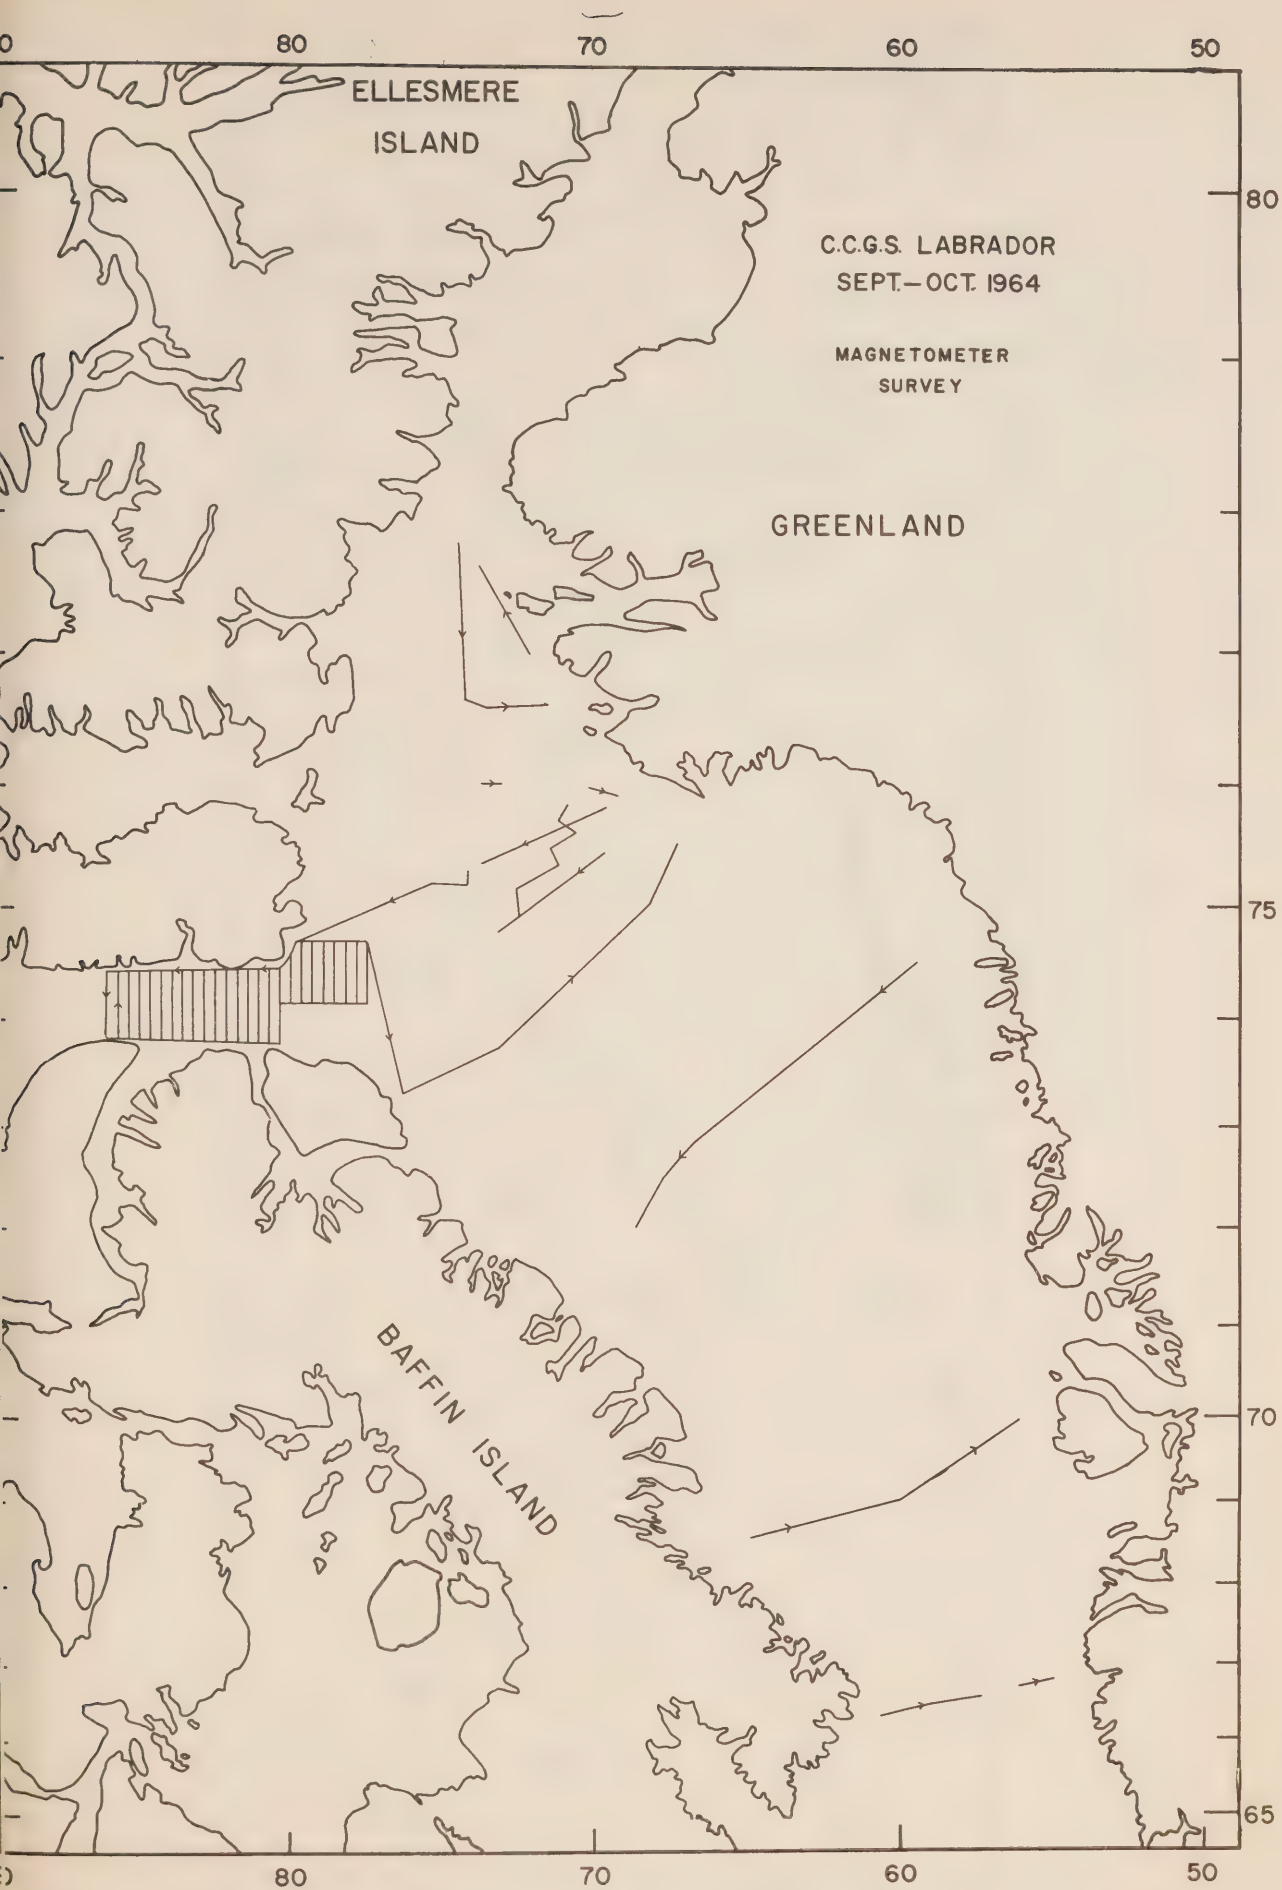 0 80 70 60 50
ELLESMERE
ISLAND
80
C.C.G.S. LABRADOR
SEPT.—OCT. 1964
MAGNETOMETER
SURVEY
GREENLAND
75
BAFFIN ISLAND
70
65
80 70 60 50